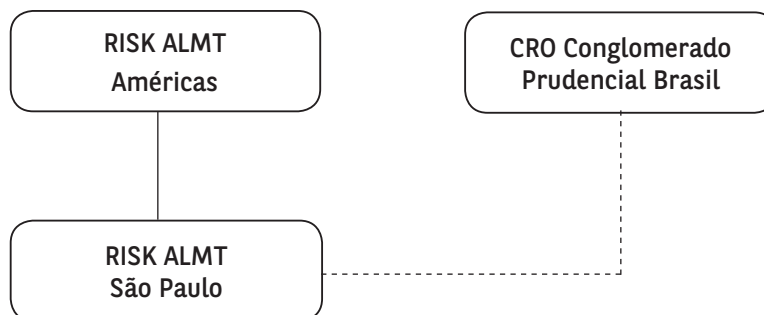 RISK ALMT
Américas
CRO Conglomerado
Prudencial Brasil
RISK ALMT
São Paulo